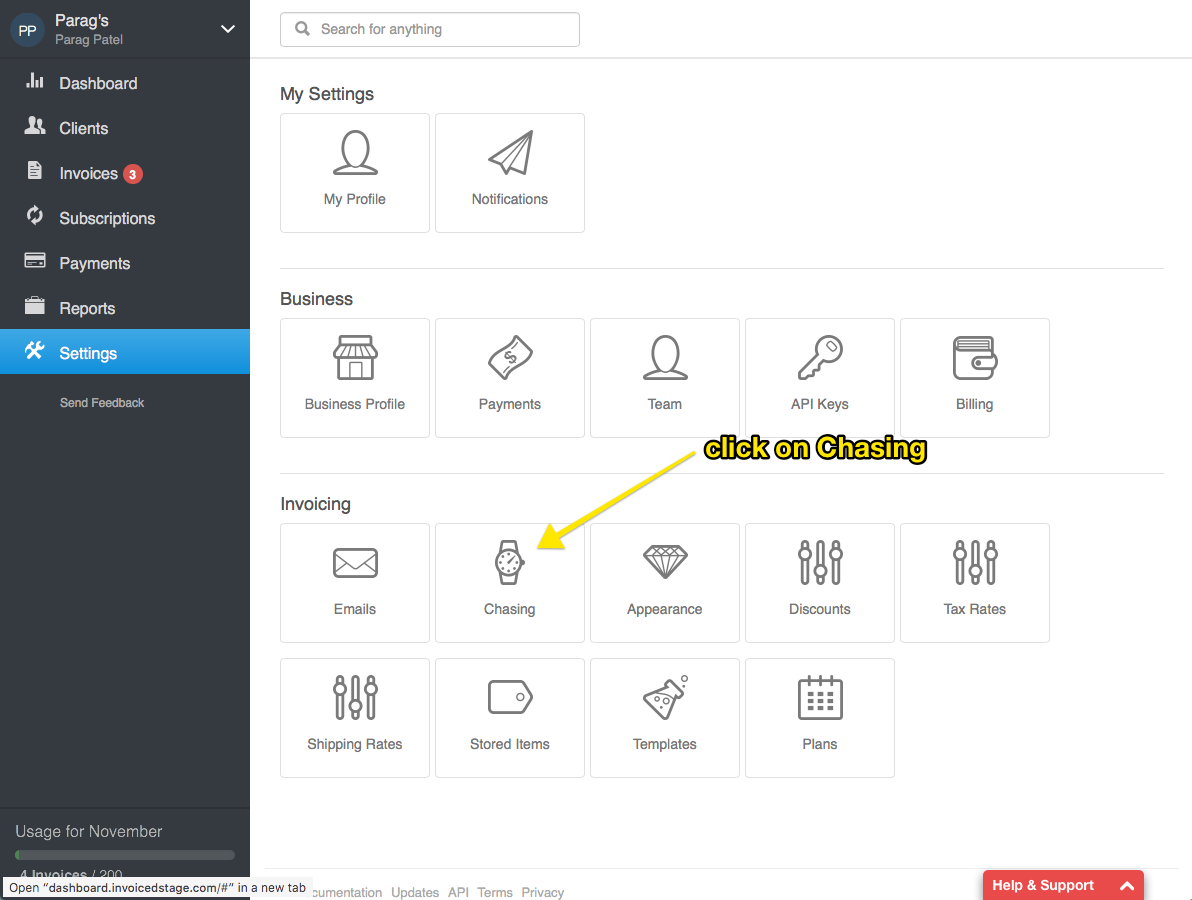 PP
Parag's
Parag Patel
Search for anything
Dashboard
Clients
Invoices 3
Subscriptions
Payments
Reports
Settings
Send Feedback
My Settings
My Profile
Notifications
Business
Business Profile
Payments
Team
API Keys
Billing
click on Chasing
Invoicing
Emails
Chasing
Appearance
Discounts
Tax Rates
Shipping Rates
Stored Items
Templates
Plans
Usage for November
4 Invoices / 200
Open “dashboard.invoicedstage.com/#” in a new tab
cumentation Updates API Terms Privacy
Help & Support